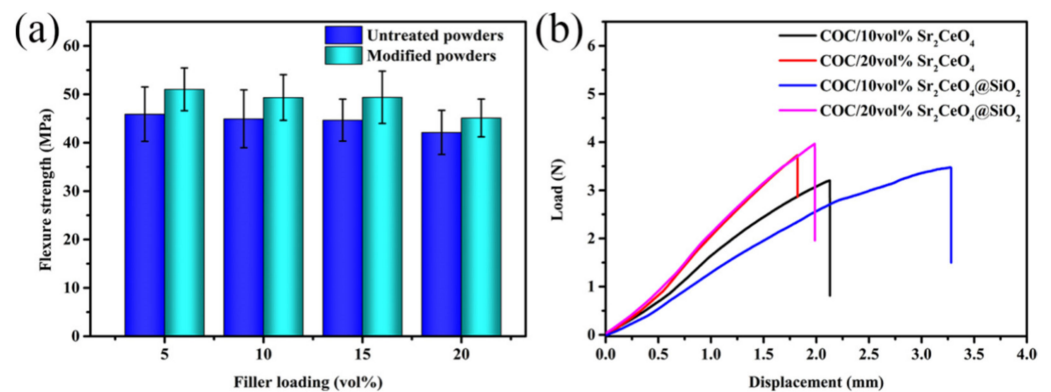 (a)
Untreated powders
Modified powders
60
50
40
30
20
10
0
Flexure strength (MPa)
5
10
15
20
Filler loading (vol%)
(b)
COC/10vol% Sr₂CeO₄
COC/20vol% Sr₂CeO₄
COC/10vol% Sr₂CeO₄@SiO₂
COC/20vol% Sr₂CeO₄@SiO₂
6
5
4
3
2
1
0
Load (N)
0.0
0.5
1.0
1.5
2.0
2.5
3.0
3.5
4.0
Displacement (mm)